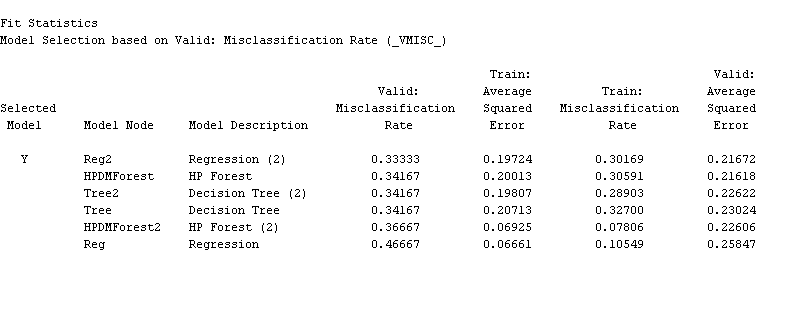 Fit Statistics
Model Selection based on Valid: Misclassification Rate (_VMISC_)
Train: Valid:
Valid: Average Train: Average
Selected Misclassification Squared Misclassification Squared
Model Model Node Model Description Rate Error Rate Error
Y Reg2 Regression (2) 0.33333 0.19724 0.30169 0.21672
HPDMForest HP Forest 0.34167 0.20013 0.30591 0.21618
Tree2 Decision Tree (2) 0.34167 0.19807 0.28903 0.22622
Tree Decision Tree 0.34167 0.20713 0.32700 0.23024
HPDMForest2 HP Forest (2) 0.36667 0.06925 0.07806 0.22606
Reg Regression 0.46667 0.06661 0.10549 0.25847